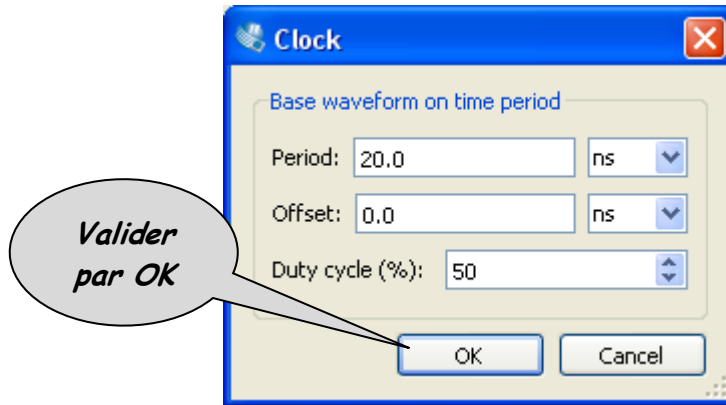 Clock
Base waveform on time period
Period: 20.0 ns
Offset: 0.0 ns
Duty cycle (%): 50
Valider
par OK
OK Cancel